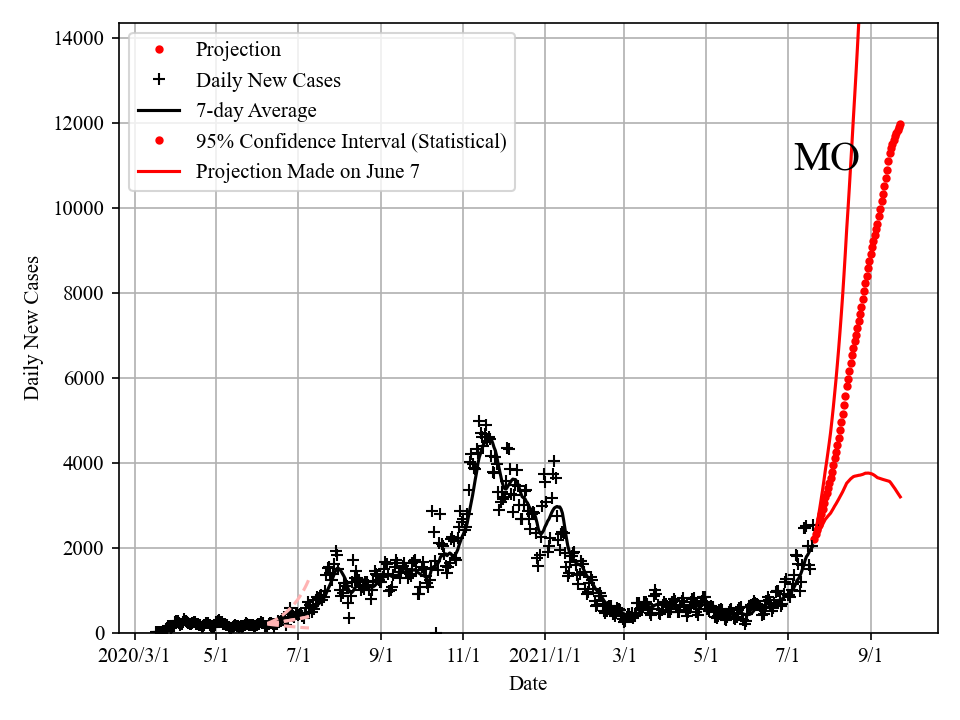 14000
12000
10000
8000
6000
4000
2000
0
Daily New Cases
Projection
Daily New Cases
7-day Average
95% Confidence Interval (Statistical)
Projection Made on June 7
MO
2020/3/1 5/1 7/1 9/1 11/1 2021/1/1 3/1 5/1 7/1 9/1
Date